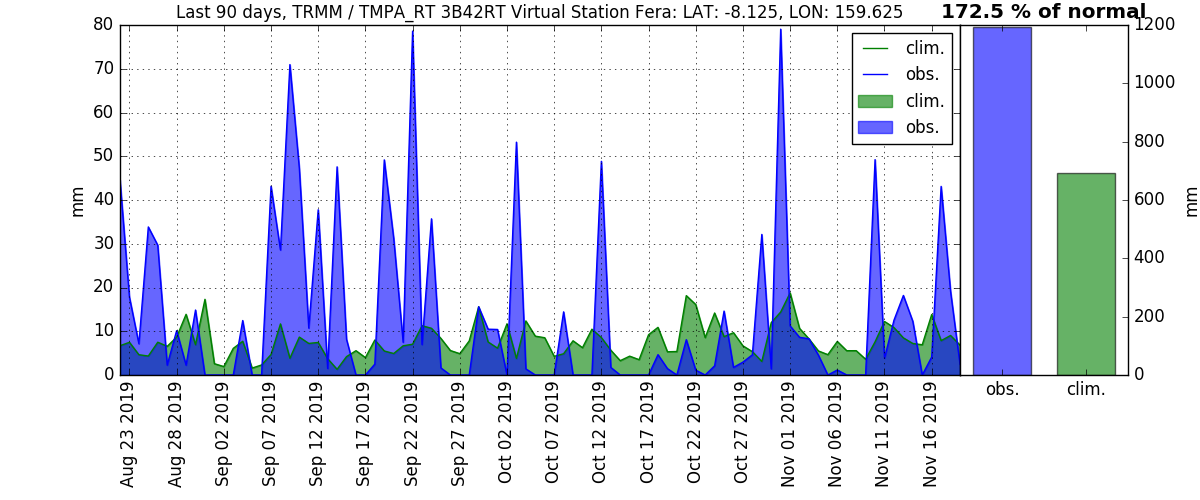 Last 90 days, TRMM / TMPA_RT 3B42RT Virtual Station Fera: LAT: -8.125, LON: 159.625
172.5 % of normal
80
70
60
50
40
30
20
10
0
mm
clim.
obs.
clim.
obs.
1200
1000
800
600
400
200
0
mm
obs.
clim.
Aug 23 2019
Aug 28 2019
Sep 02 2019
Sep 07 2019
Sep 12 2019
Sep 17 2019
Sep 22 2019
Sep 27 2019
Oct 02 2019
Oct 07 2019
Oct 12 2019
Oct 17 2019
Oct 22 2019
Oct 27 2019
Nov 01 2019
Nov 06 2019
Nov 11 2019
Nov 16 2019